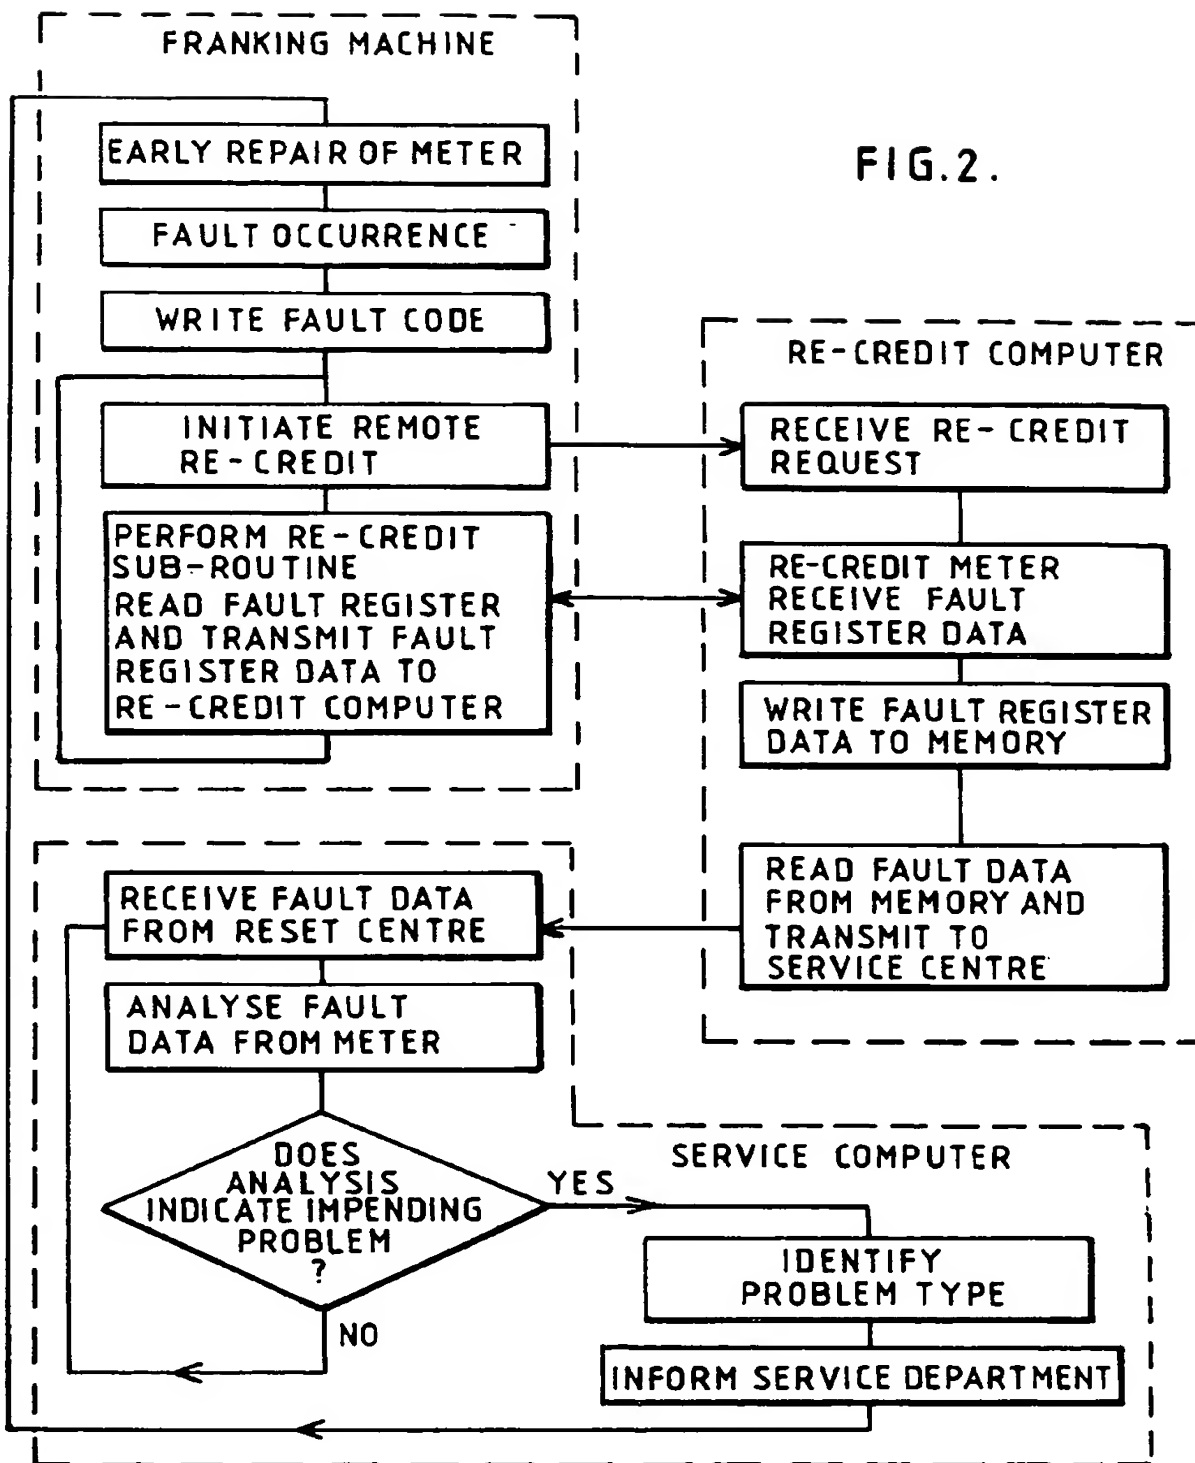 FRANKING MACHINE
EARLY REPAIR OF METER
FAULT OCCURRENCE
WRITE FAULT CODE
INITIATE REMOTE
RE-CREDIT
PERFORM RE-CREDIT
SUB-ROUTINE
READ FAULT REGISTER
AND TRANSMIT FAULT
REGISTER DATA TO
RE-CREDIT COMPUTER
FIG.2.
RE-CREDIT COMPUTER
RECEIVE RE-CREDIT
REQUEST
RE-CREDIT METER
RECEIVE FAULT
REGISTER DATA
WRITE FAULT REGISTER
DATA TO MEMORY
READ FAULT DATA
FROM MEMORY AND
TRANSMIT TO
SERVICE CENTRE
RECEIVE FAULT DATA
FROM RESET CENTRE
ANALYSE FAULT
DATA FROM METER
DOES
ANALYSIS
INDICATE IMPENDING
PROBLEM
?
YES
NO
SERVICE COMPUTER
IDENTIFY
PROBLEM TYPE
INFORM SERVICE DEPARTMENT